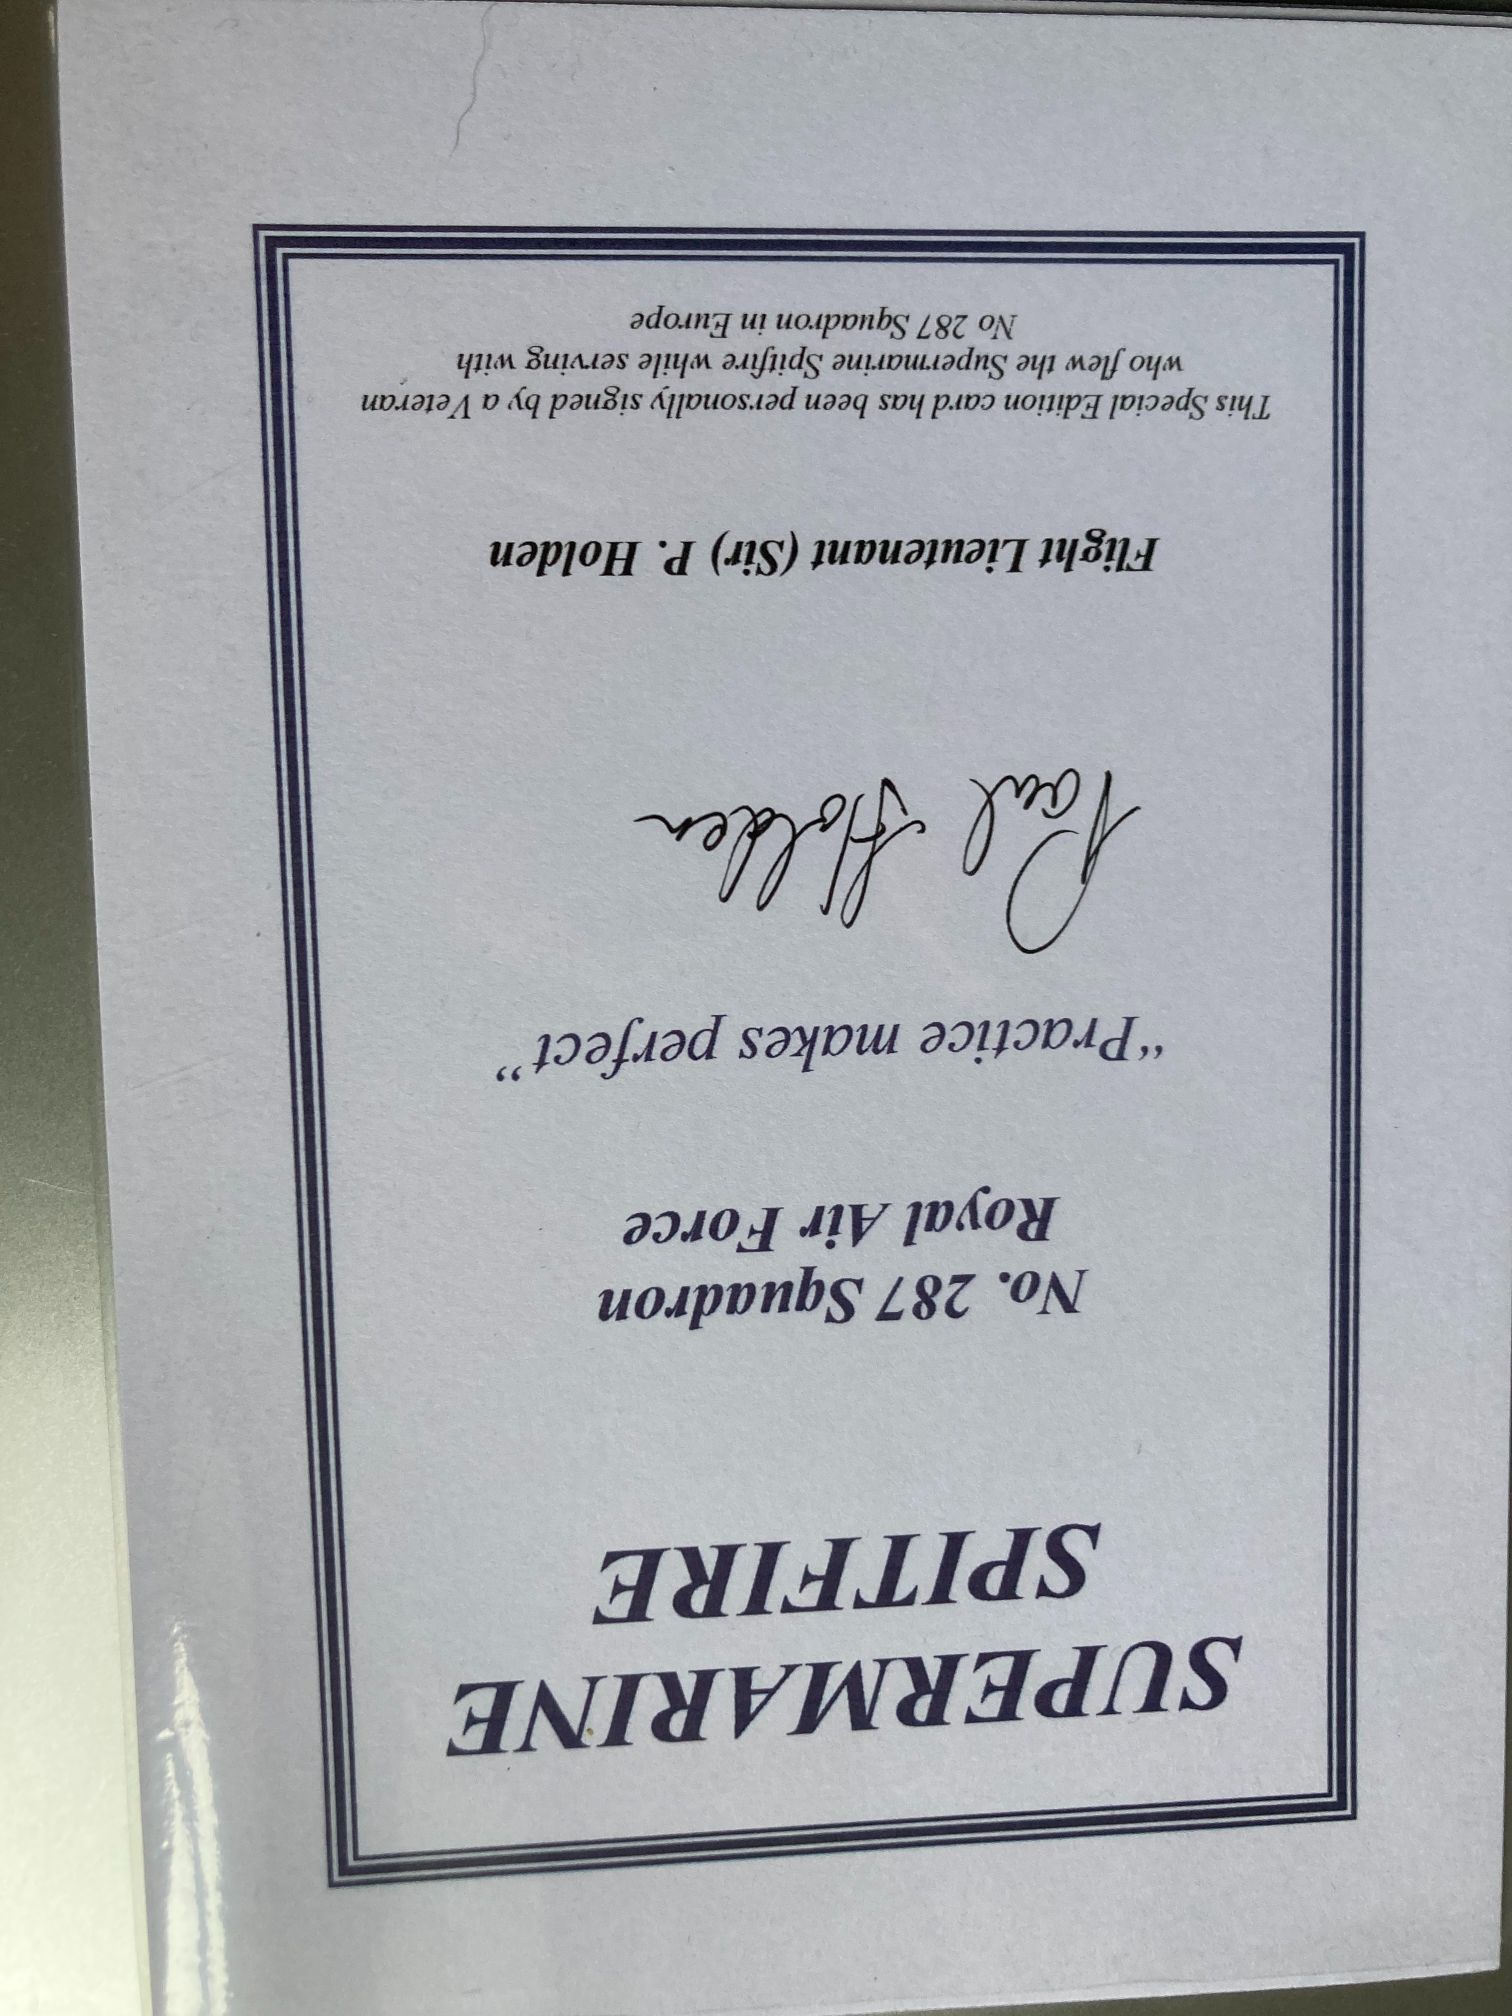 SUPERMARINE
SPITFIRE
No. 287 Squadron
Royal Air Force
“Practice makes perfect”
Paul Holden
Flight Lieutenant (Sir) P. Holden
This Special Edition card has been personally signed by a Veteran
who flew the Supermarine Spitfire while serving with
No 287 Squadron in Europe